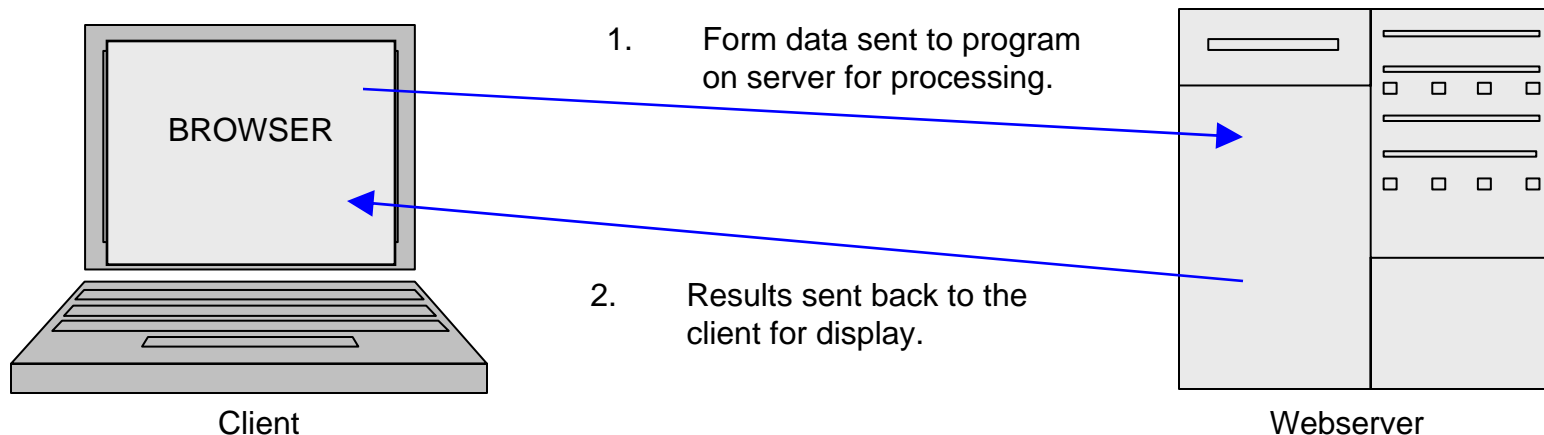 1. Form data sent to program
on server for processing.
BROWSER
2. Results sent back to the
client for display.
Client
Webserver